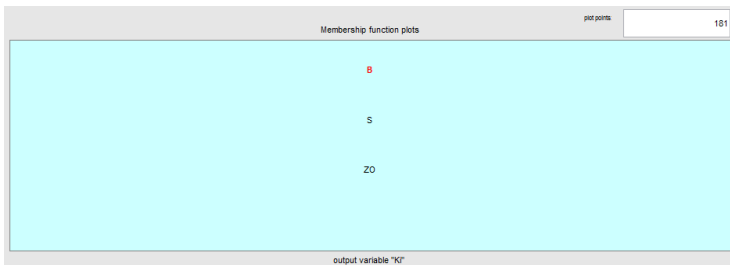 plot points:
181
Membership function plots
B
S
ZO
output variable "Ki"